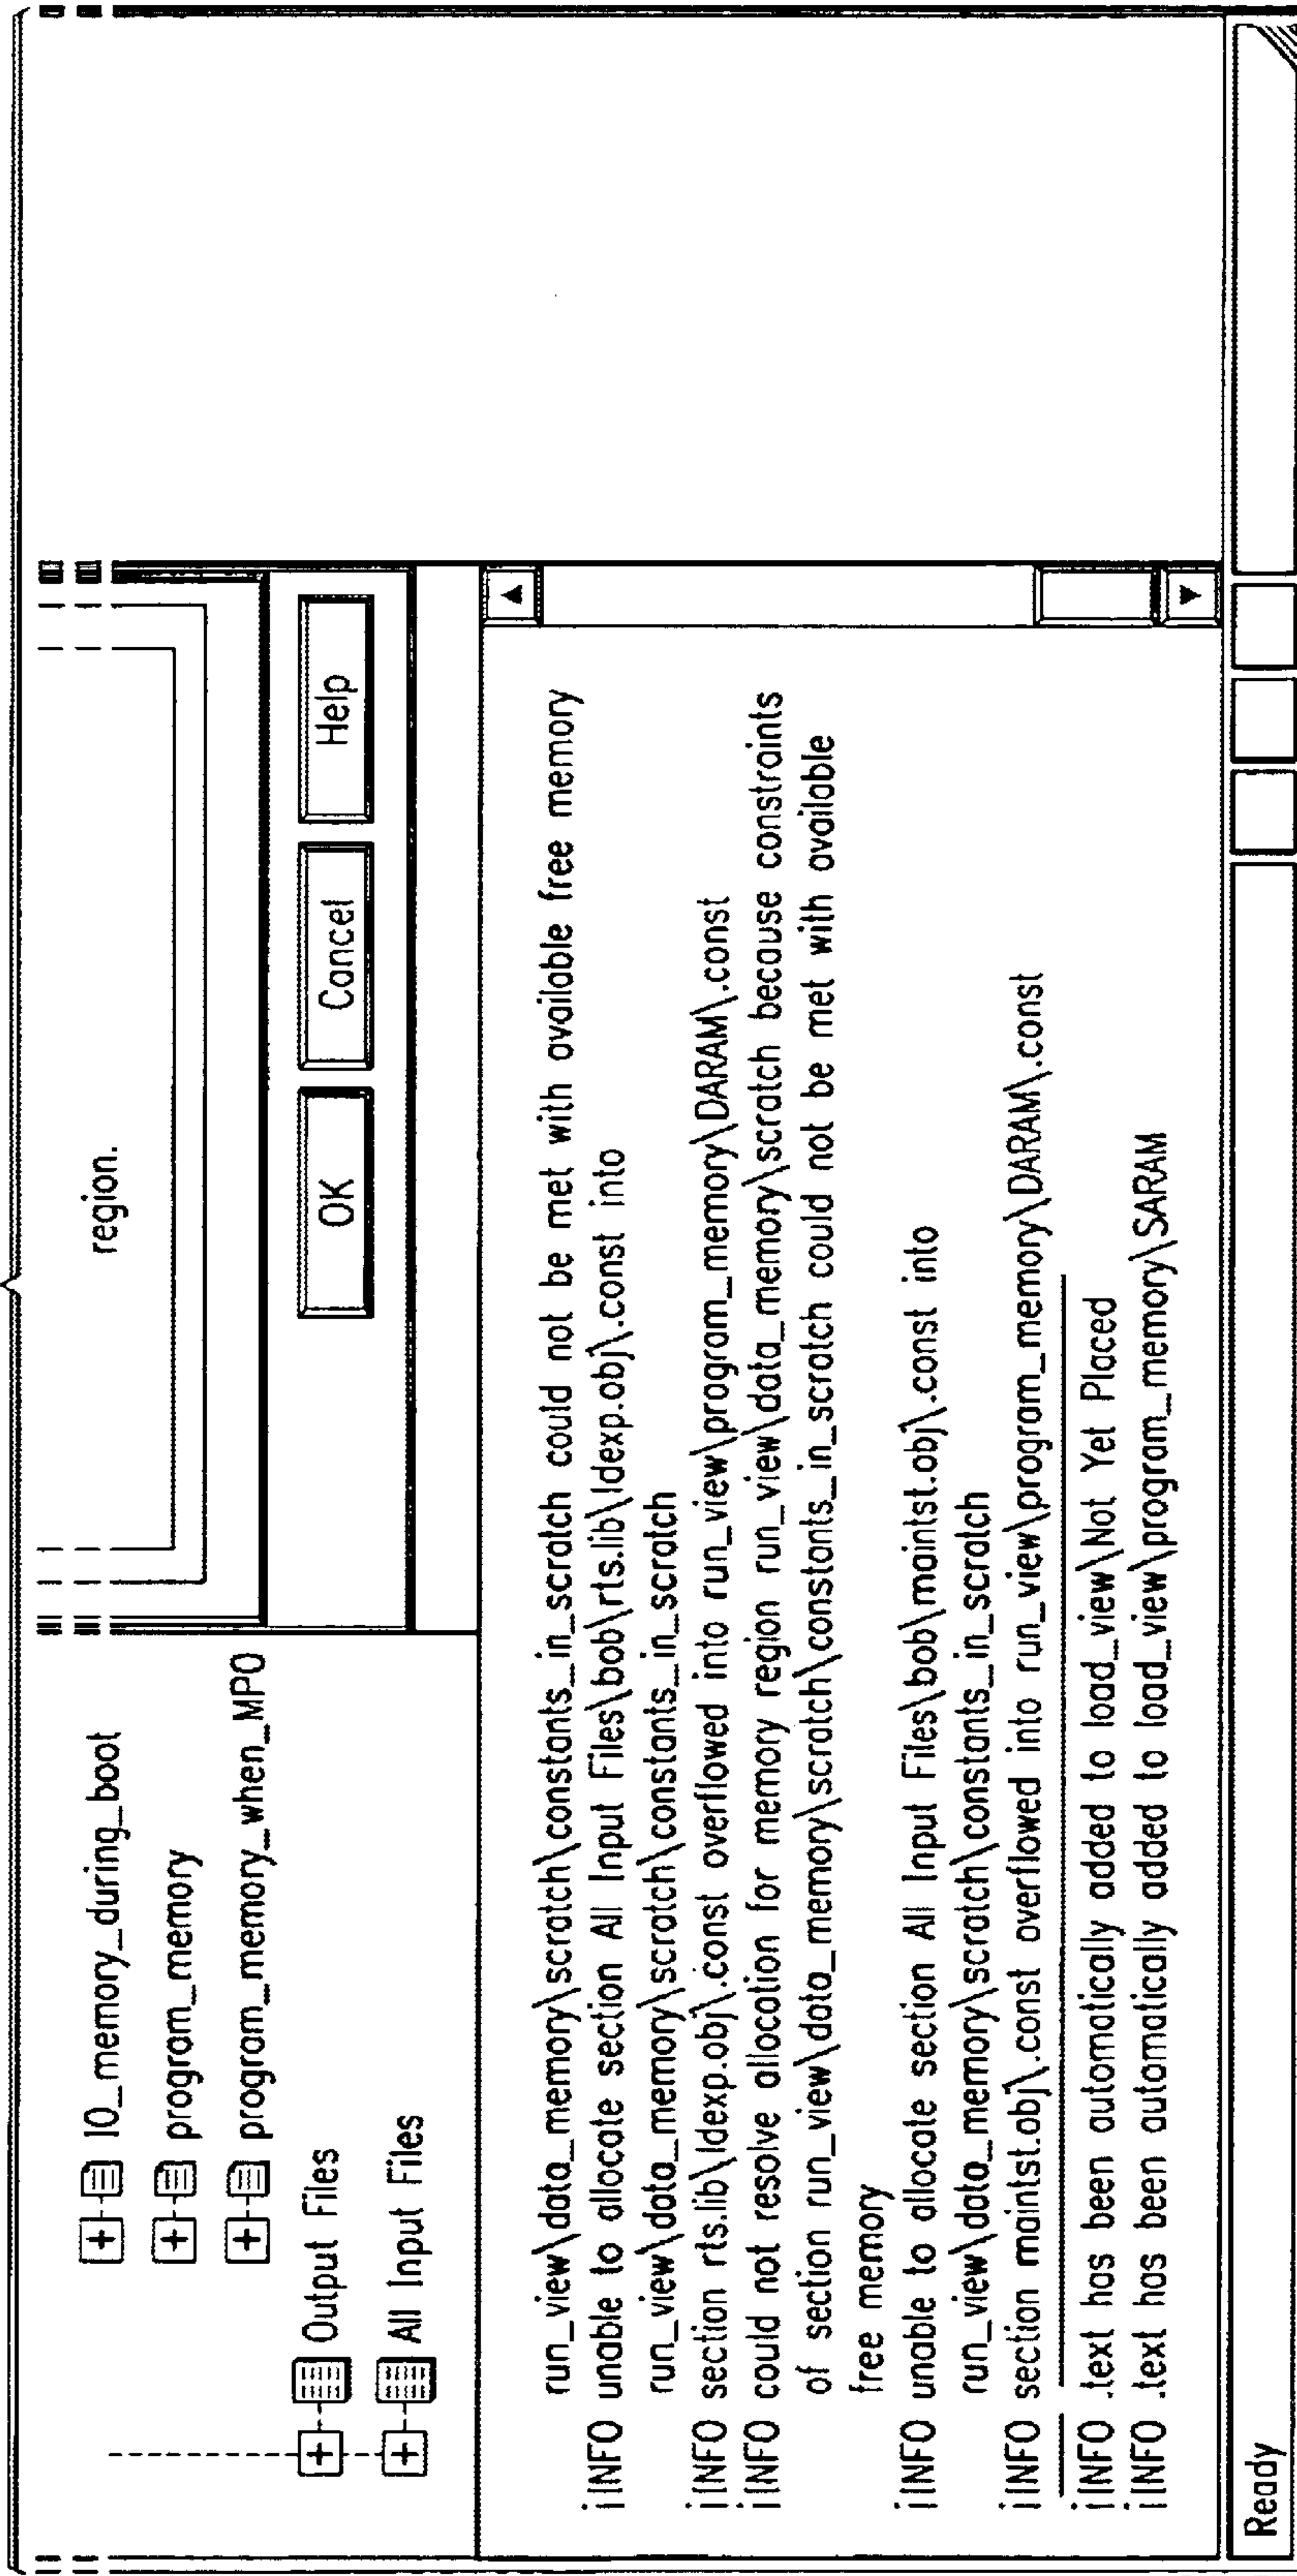 IO_memory_during_boot
program_memory
program_memory_when_MP0
Output Files
All Input Files
region.
OK
Cancel
Help
run_view\data_memory\scratch\constants_in_scratch could not be met with available free memory
i INFO unable to allocate section All Input Files\bob\rts.lib\ldexp.obj\.const into
run_view\data_memory\scratch\constants_in_scratch
i INFO section rts.lib\ldexp.obj\.const overflowed into run_view\program_memory\DARAM\.const
i INFO could not resolve allocation for memory region run_view\data_memory\scratch because constraints
of section run_view\data_memory\scratch\constants_in_scratch could not be met with available
free memory
i INFO unable to allocate section All Input Files\bob\maintst.obj\.const into
run_view\data_memory\scratch\constants_in_scratch
i INFO section maintst.obj\.const overflowed into run_view\program_memory\DARAM\.const
i INFO .text has been automatically added to load_view\Not Yet Placed
i INFO .text has been automatically added to load_view\program_memory\SARAM
Ready